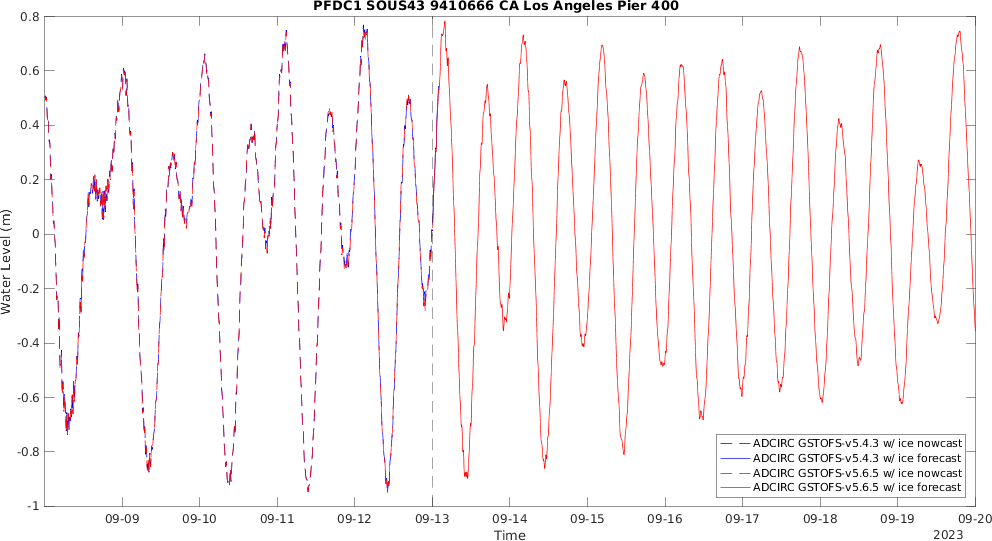 PFDC1 SOUS43 9410666 CA Los Angeles Pier 400
Water Level (m)
0.8
0.6
0.4
0.2
0
-0.2
-0.4
-0.6
-0.8
-1
09-09 09-10 09-11 09-12 09-13 09-14 09-15 09-16 09-17 09-18 09-19 09-20
Time
2023
ADCIRC GSTOFS-v5.4.3 w/ ice nowcast
ADCIRC GSTOFS-v5.4.3 w/ ice forecast
ADCIRC GSTOFS-v5.6.5 w/ ice nowcast
ADCIRC GSTOFS-v5.6.5 w/ ice forecast